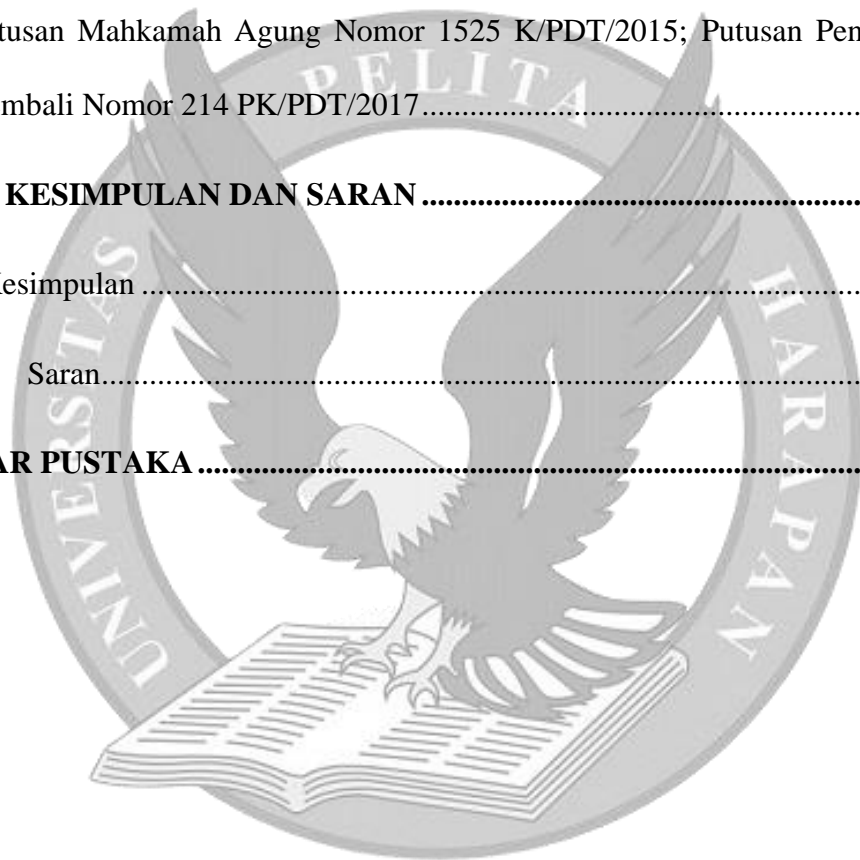 tusan Mahkamah Agung Nomor 1525 K/PDT/2015; Putusan Pen
mbali Nomor 214 PK/PDT/2017
KESIMPULAN DAN SARAN
Kesimpulan
Saran
AR PUSTAKA
UNIVERSITAS PELITA HARAPAN